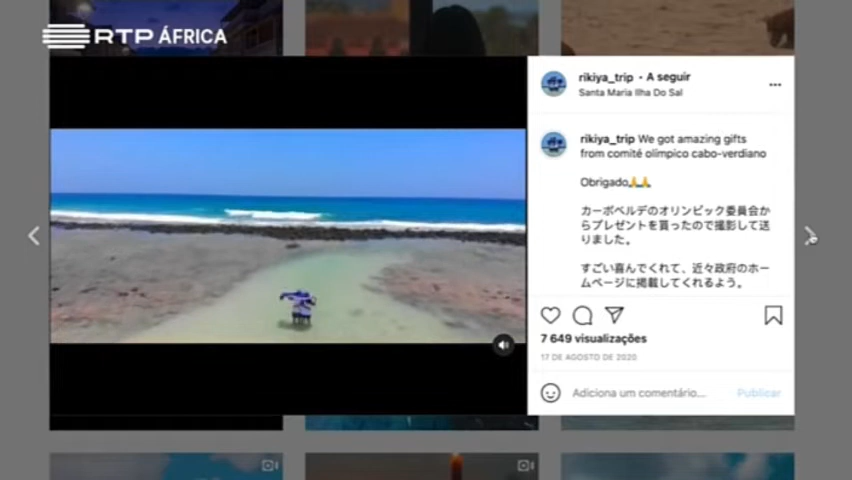 RTP ÁFRICA
rikiya_trip • A seguir
Santa Maria Ilha Do Sal
rikiya_trip We got amazing gifts
from comité olímpico cabo-verdiano
Obrigado🙏🙏
カーボベルデのオリンピック委員会か
らプレゼントを貰ったので撮影して送
りました。
すごい喜んでくれて、近々政府のホー
ムページに掲載してくれるよう。
7 649 visualizações
17 DE AGOSTO DE 2020
Adiciona um comentário...
Publicar